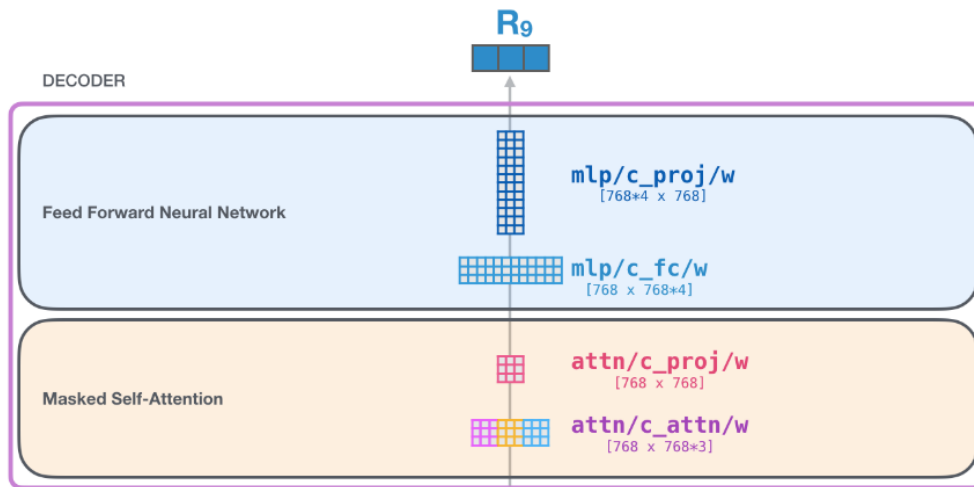 R9
DECODER
Feed Forward Neural Network
mlp/c_proj/w
[768*4 x 768]
mlp/c_fc/w
[768 x 768*4]
Masked Self-Attention
attn/c_proj/w
[768 x 768]
attn/c_attn/w
[768 x 768*3]